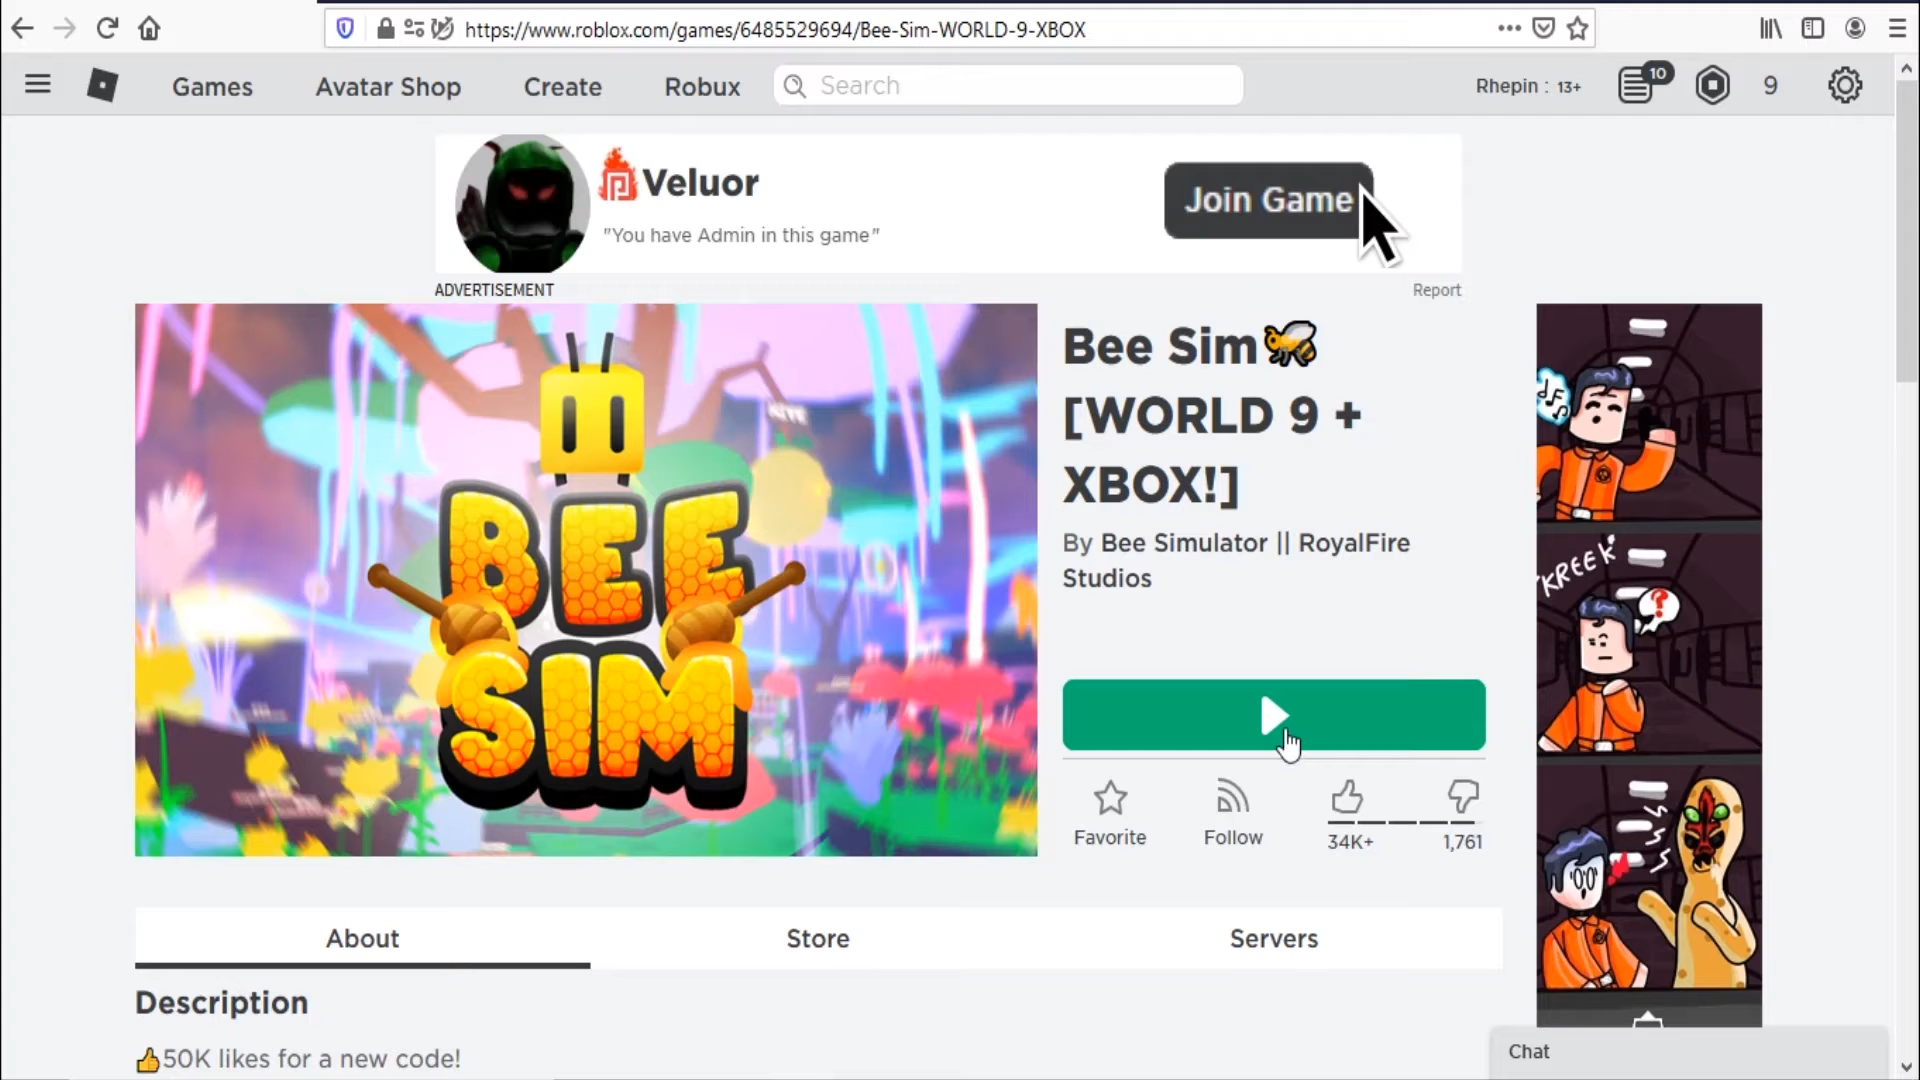 https://www.roblox.com/games/6485529694/Bee-Sim-WORLD-9-XBOX
Games
Avatar Shop
Create
Robux
Search
Rhepin : 13+
10
9
Veluor
"You have Admin in this game"
Join Game
ADVERTISEMENT
Report
BEE
SIM
Bee Sim🐝
[WORLD 9 +
XBOX!]
By Bee Simulator || RoyalFire
Studios
Favorite
Follow
34K+
1,761
KREEK
?
About
Store
Servers
Description
👍50K likes for a new code!
Chat